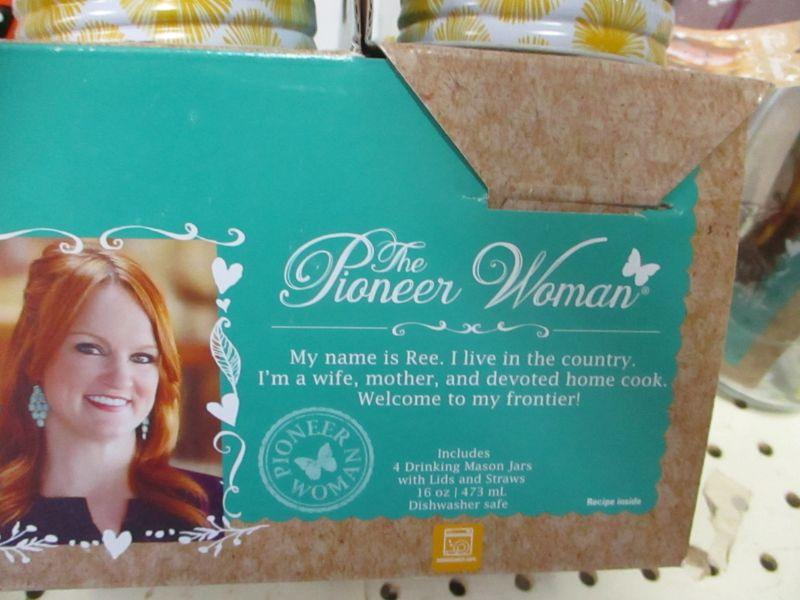 The
Pioneer Woman®
My name is Ree. I live in the country.
I'm a wife, mother, and devoted home cook.
Welcome to my frontier!
PIONEER WOMAN
Includes
4 Drinking Mason Jars
with Lids and Straws
16 oz | 473 mL
Dishwasher safe
Recipe inside